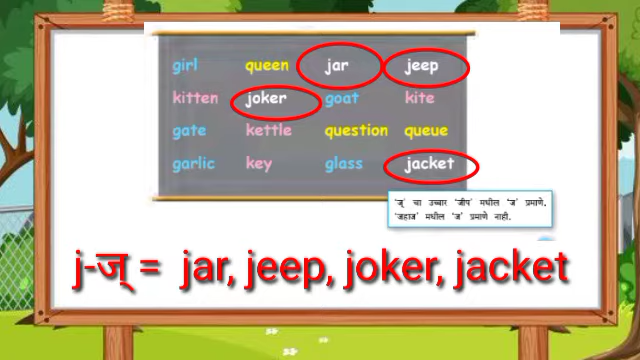 girl queen jar jeep
kitten joker goat kite
gate kettle question queue
garlic key glass jacket
'ज्' चा उच्चार 'जीप' मधील 'ज' प्रमाणे.
'जहाज' मधील 'ज' प्रमाणे नाही.
j-ज् = jar, jeep, joker, jacket